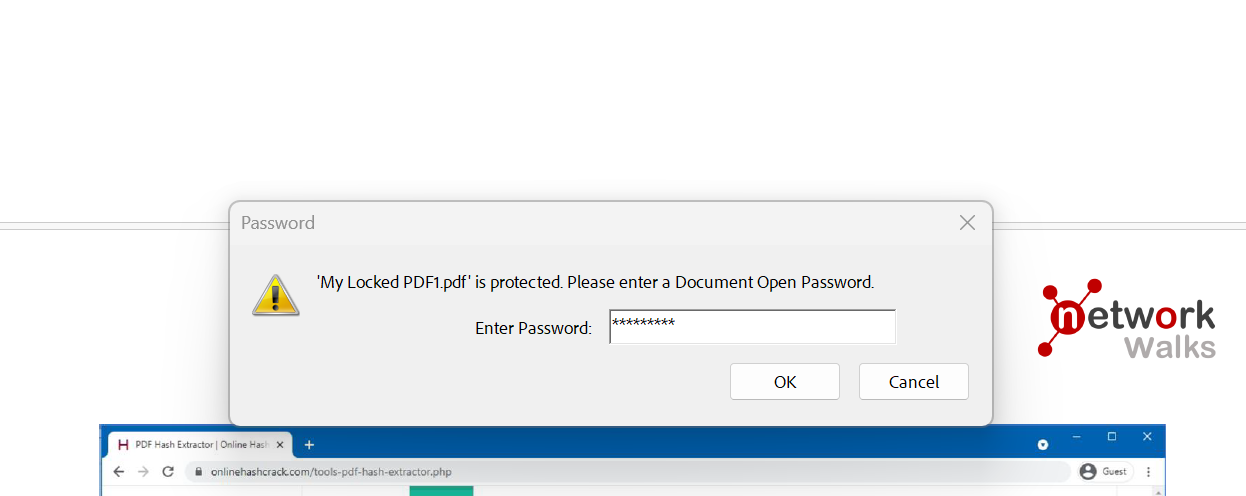 Password
'My Locked PDF1.pdf' is protected. Please enter a Document Open Password.
Enter Password: *********
OK Cancel
network
Walks
PDF Hash Extractor | Online Hash
onlinehashcrack.com/tools-pdf-hash-extractor.php
Guest